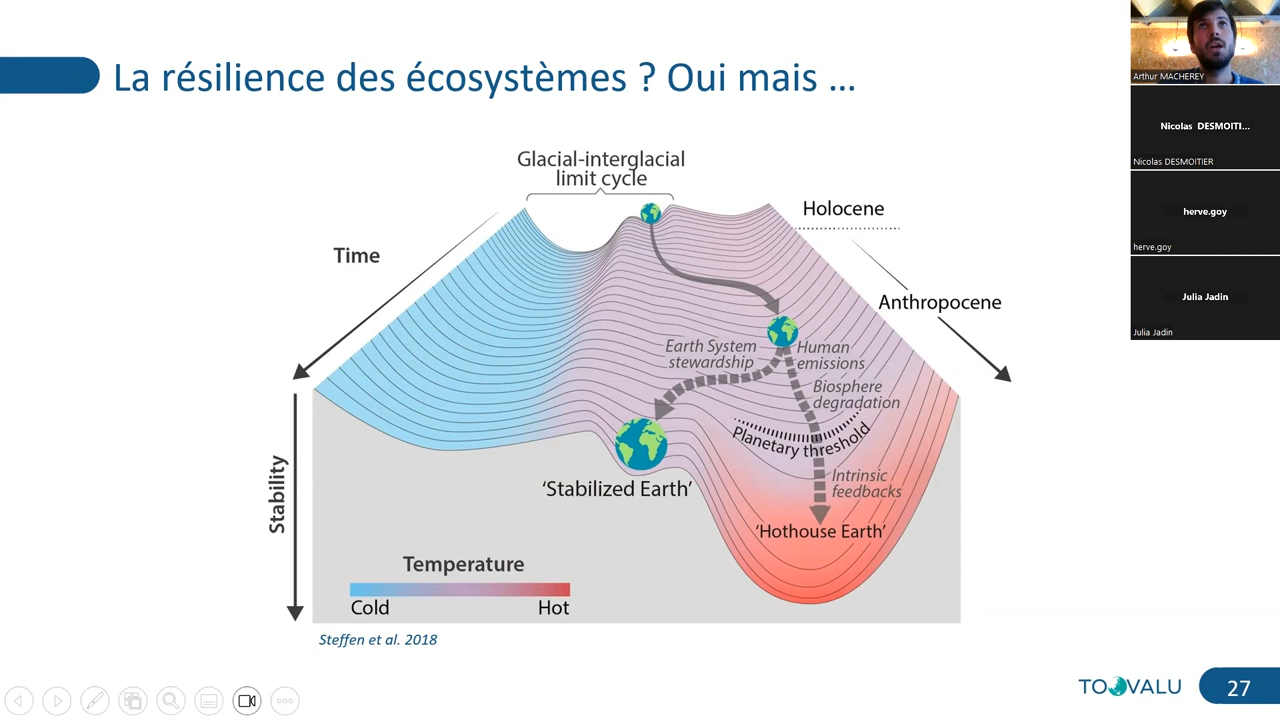 La résilience des écosystèmes ? Oui mais ...
Glacial-interglacial
limit cycle
Holocene
Time
Anthropocene
Earth System
stewardship
Human
emissions
Biosphere
degradation
Planetary threshold
Intrinsic
feedbacks
Stability
‘Stabilized Earth’
‘Hothouse Earth’
Temperature
Cold
Hot
Steffen et al. 2018
TOOVALU
27
Arthur MACHEREY
Nicolas DESMOITI...
Nicolas DESMOITIER
herve.goy
herve.goy
Julia Jadin
Julia Jadin